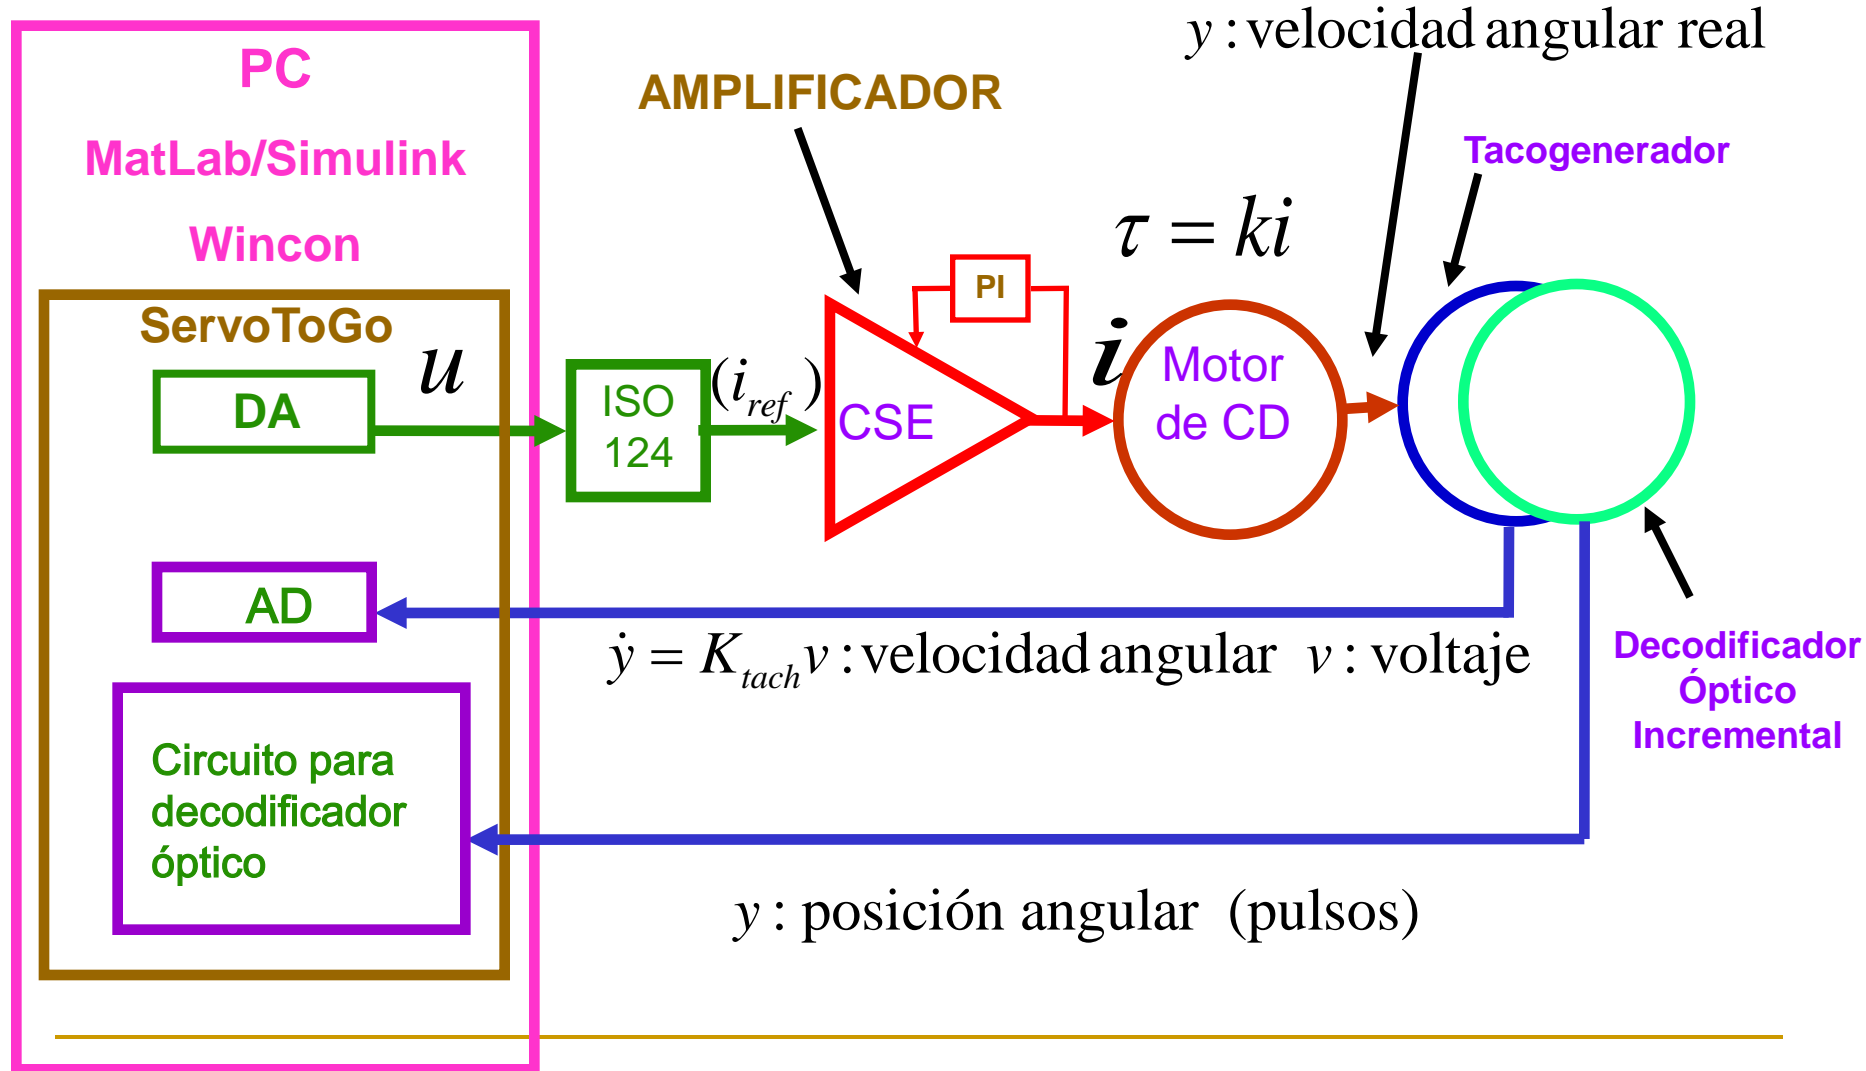 PC
MatLab/Simulink
Wincon
ServoToGo
DA
u
ISO
124
(i_ref)
AMPLIFICADOR
PI
CSE
τ = ki
i
Motor
de CD
y : velocidad angular real
Tacogenerador
AD
ẏ = K_tach v : velocidad angular v : voltaje
Decodificador
Óptico
Incremental
Circuito para
decodificador
óptico
y : posición angular (pulsos)